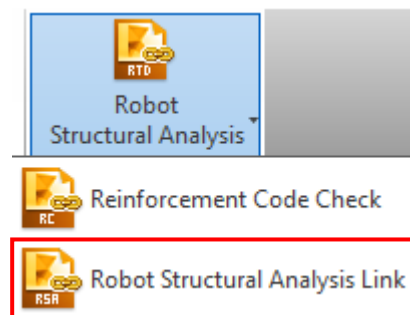 RTD
Robot
Structural Analysis
RC
Reinforcement Code Check
RSA
Robot Structural Analysis Link